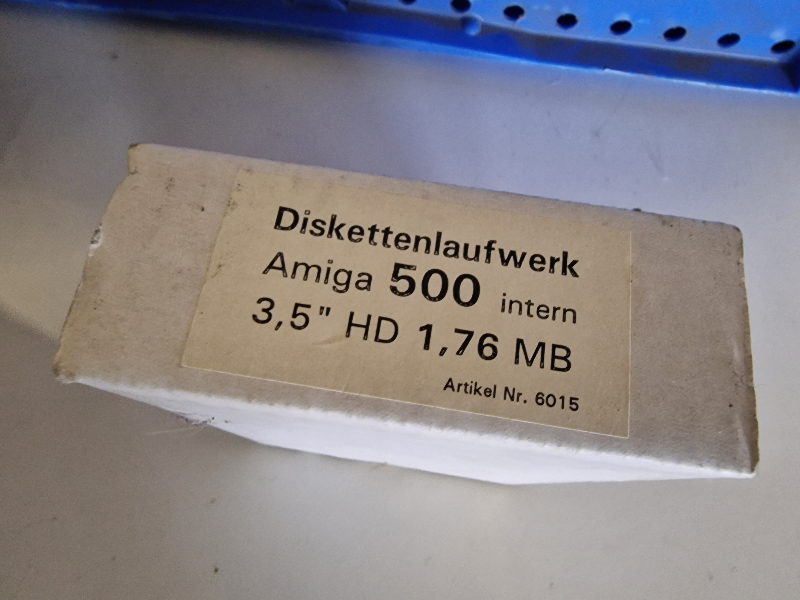 Diskettenlaufwerk
Amiga 500 intern
3,5" HD 1,76 MB
Artikel Nr. 6015